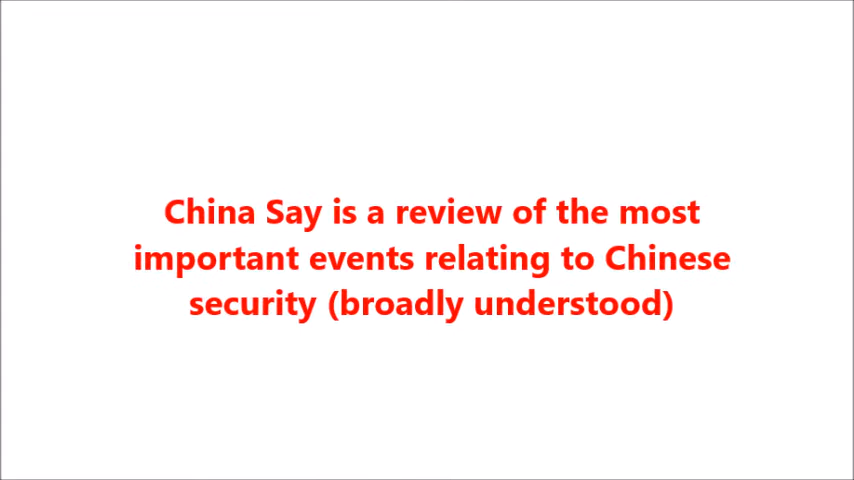 China Say is a review of the most
important events relating to Chinese
security (broadly understood)